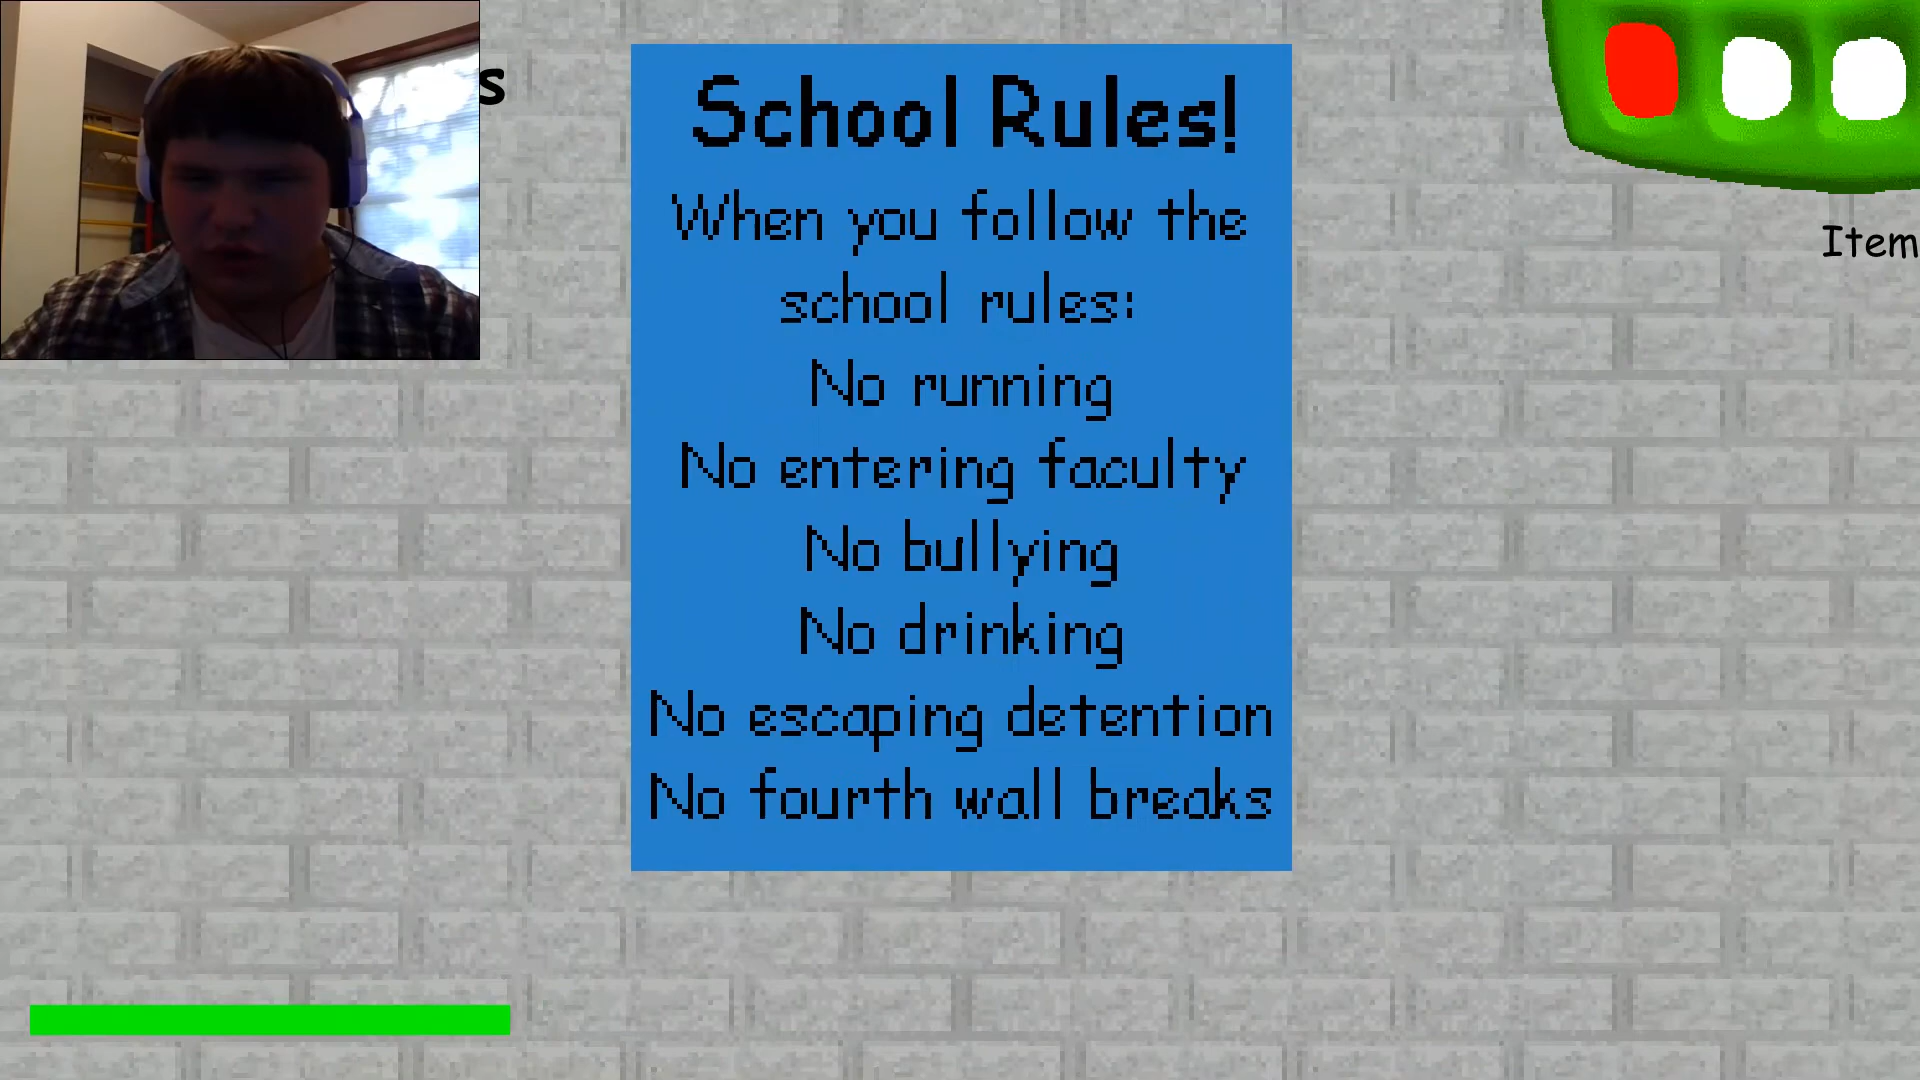 s
School Rules!
When you follow the
school rules:
No running
No entering faculty
No bullying
No drinking
No escaping detention
No fourth wall breaks
Item